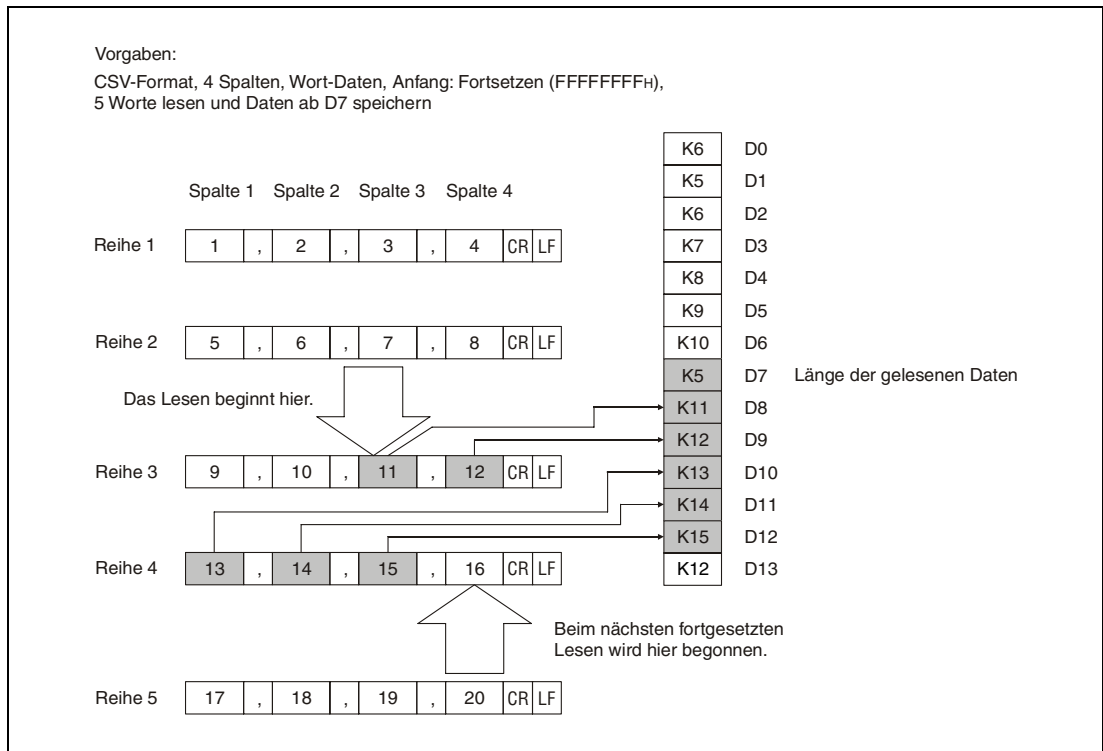 Vorgaben:
CSV-Format, 4 Spalten, Wort-Daten, Anfang: Fortsetzen (FFFFFFFFH),
5 Worte lesen und Daten ab D7 speichern
K6 D0
K5 D1
K6 D2
K7 D3
K8 D4
K9 D5
K10 D6
K5 D7 Länge der gelesenen Daten
K11 D8
K12 D9
K13 D10
K14 D11
K15 D12
K12 D13
Spalte 1 Spalte 2 Spalte 3 Spalte 4
Reihe 1 1 , 2 , 3 , 4 CR LF
Reihe 2 5 , 6 , 7 , 8 CR LF
Das Lesen beginnt hier.
Reihe 3 9 , 10 , 11 , 12 CR LF
Reihe 4 13 , 14 , 15 , 16 CR LF
Beim nächsten fortgesetzten
Lesen wird hier begonnen.
Reihe 5 17 , 18 , 19 , 20 CR LF